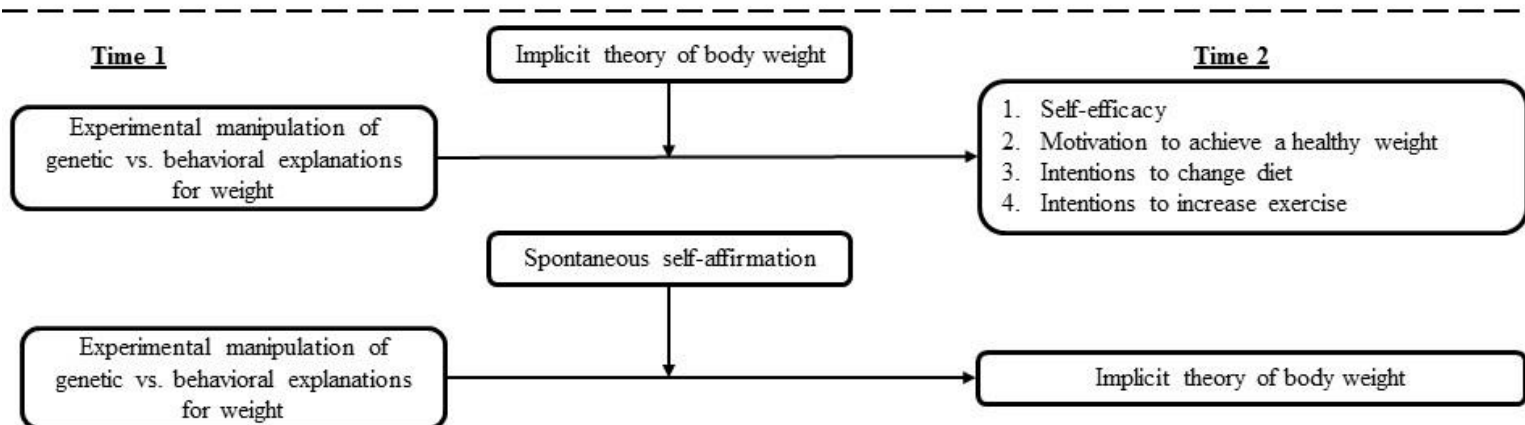 Time 1
Implicit theory of body weight
Time 2
Experimental manipulation of
genetic vs. behavioral explanations
for weight
1. Self-efficacy
2. Motivation to achieve a healthy weight
3. Intentions to change diet
4. Intentions to increase exercise
Spontaneous self-affirmation
Experimental manipulation of
genetic vs. behavioral explanations
for weight
Implicit theory of body weight